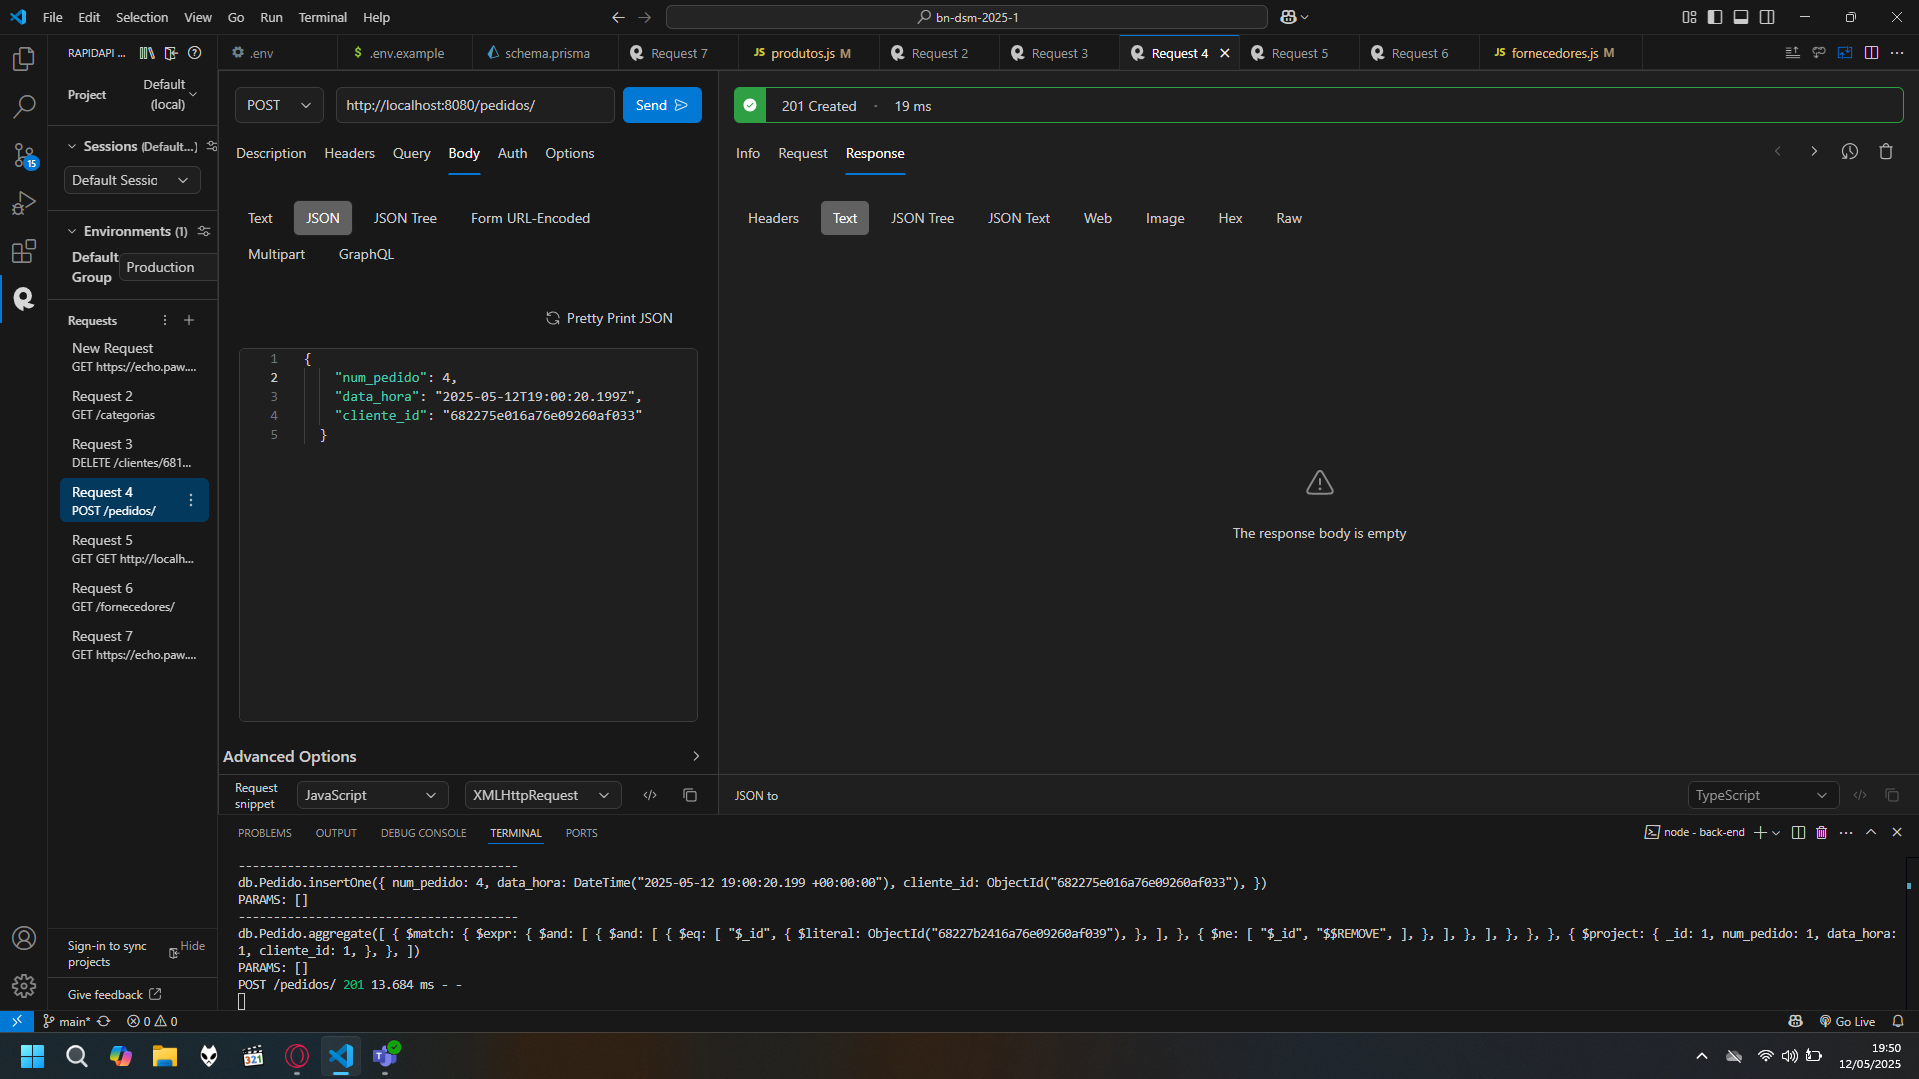 File Edit Selection View Go Run Terminal Help
bn-dsm-2025-1
RAPIDAPI ...
.env
$ .env.example
schema.prisma
Request 7
JS produtos.js M
Request 2
Request 3
Request 4
Request 5
Request 6
JS fornecedores.js M
Project
Default
(local)
POST
http://localhost:8080/pedidos/
Send
201 Created · 19 ms
Sessions (Default...)
Default Sessic
Description Headers Query Body Auth Options
Info Request Response
15
Environments (1)
Default
Group
Production
Text JSON JSON Tree Form URL-Encoded
Multipart GraphQL
Headers Text JSON Tree JSON Text Web Image Hex Raw
Requests
New Request
GET https://echo.paw....
Request 2
GET /categorias
Request 3
DELETE /clientes/681...
Request 4
POST /pedidos/
Request 5
GET GET http://localh...
Request 6
GET /fornecedores/
Request 7
GET https://echo.paw....
Pretty Print JSON
1 {
2 "num_pedido": 4,
3 "data_hora": "2025-05-12T19:00:20.199Z",
4 "cliente_id": "682275e016a76e09260af033"
5 }
The response body is empty
Advanced Options
Request
snippet
JavaScript
XMLHttpRequest
JSON to
TypeScript
PROBLEMS OUTPUT DEBUG CONSOLE TERMINAL PORTS
node - back-end
----------------------------------------
db.Pedido.insertOne({ num_pedido: 4, data_hora: DateTime("2025-05-12 19:00:20.199 +00:00:00"), cliente_id: ObjectId("682275e016a76e09260af033"), })
PARAMS: []
----------------------------------------
db.Pedido.aggregate([ { $match: { $expr: { $and: [ { $and: [ { $eq: [ "$_id", { $literal: ObjectId("68227b2416a76e09260af039"), }, ], }, { $ne: [ "$_id", "$$REMOVE", ], }, ], }, ], }, }, }, { $project: { _id: 1, num_pedido: 1, data_hora:
1, cliente_id: 1, }, }, ])
PARAMS: []
POST /pedidos/ 201 13.684 ms - -
Sign-in to sync
projects
Hide
Give feedback
main*
0 0
Go Live
321
19:50
12/05/2025